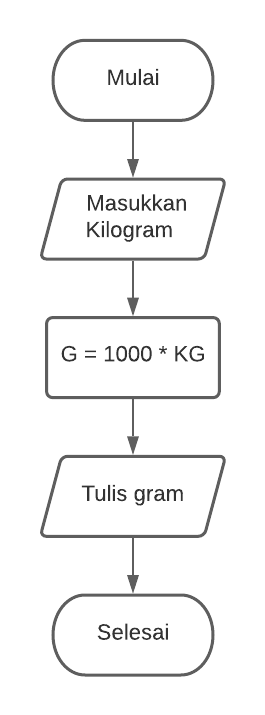 Mulai
Masukkan
Kilogram
G = 1000 * KG
Tulis gram
Selesai